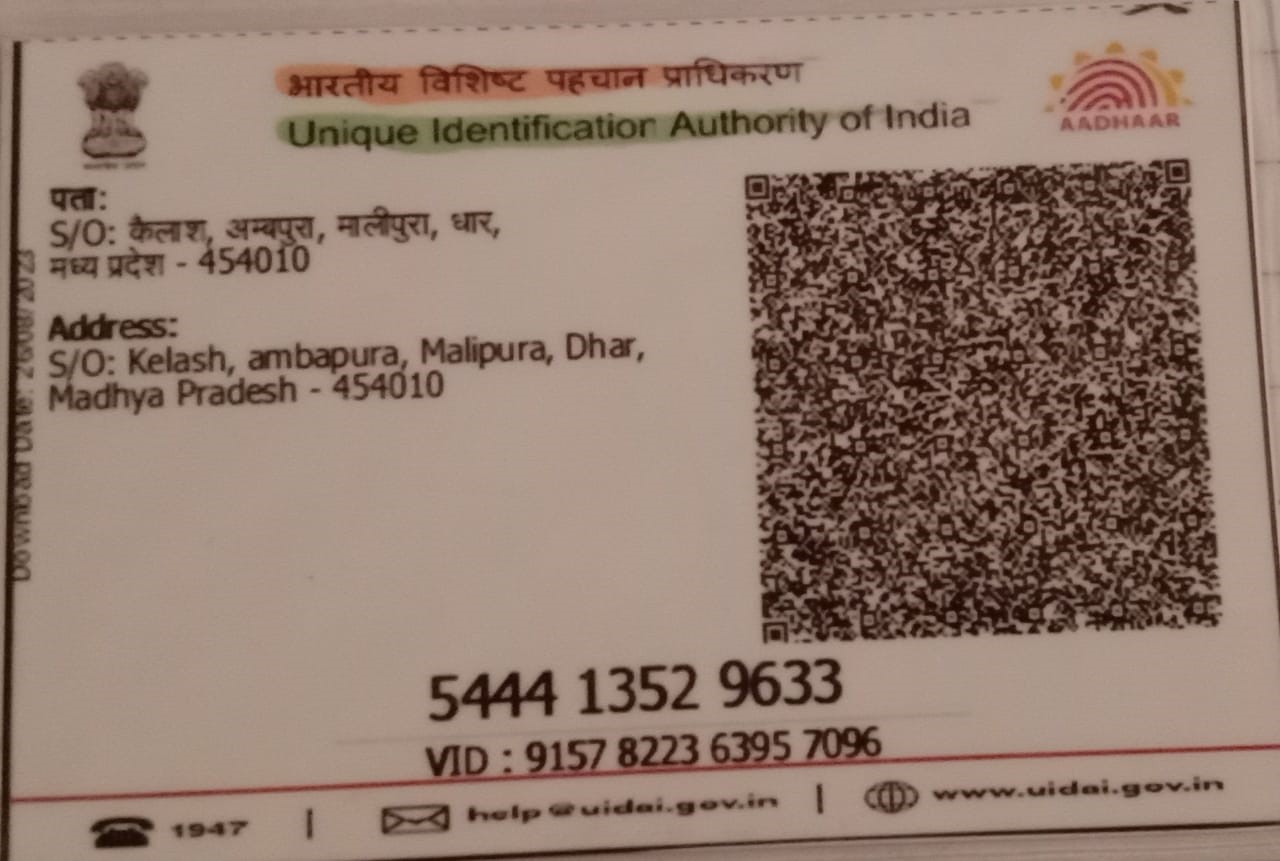 भारतीय विशिष्ट पहचान प्राधिकरण
Unique Identification Authority of India
AADHAAR
पता:
S/O: कैलाश, अम्बपुरा, मालीपुरा, धार,
मध्य प्रदेश - 454010
Address:
S/O: Kelash, ambapura, Malipura, Dhar,
Madhya Pradesh - 454010
Download Date: 26/08/2023
5444 1352 9633
VID : 9157 8223 6395 7096
1947 | help@uidai.gov.in | www.uidai.gov.in